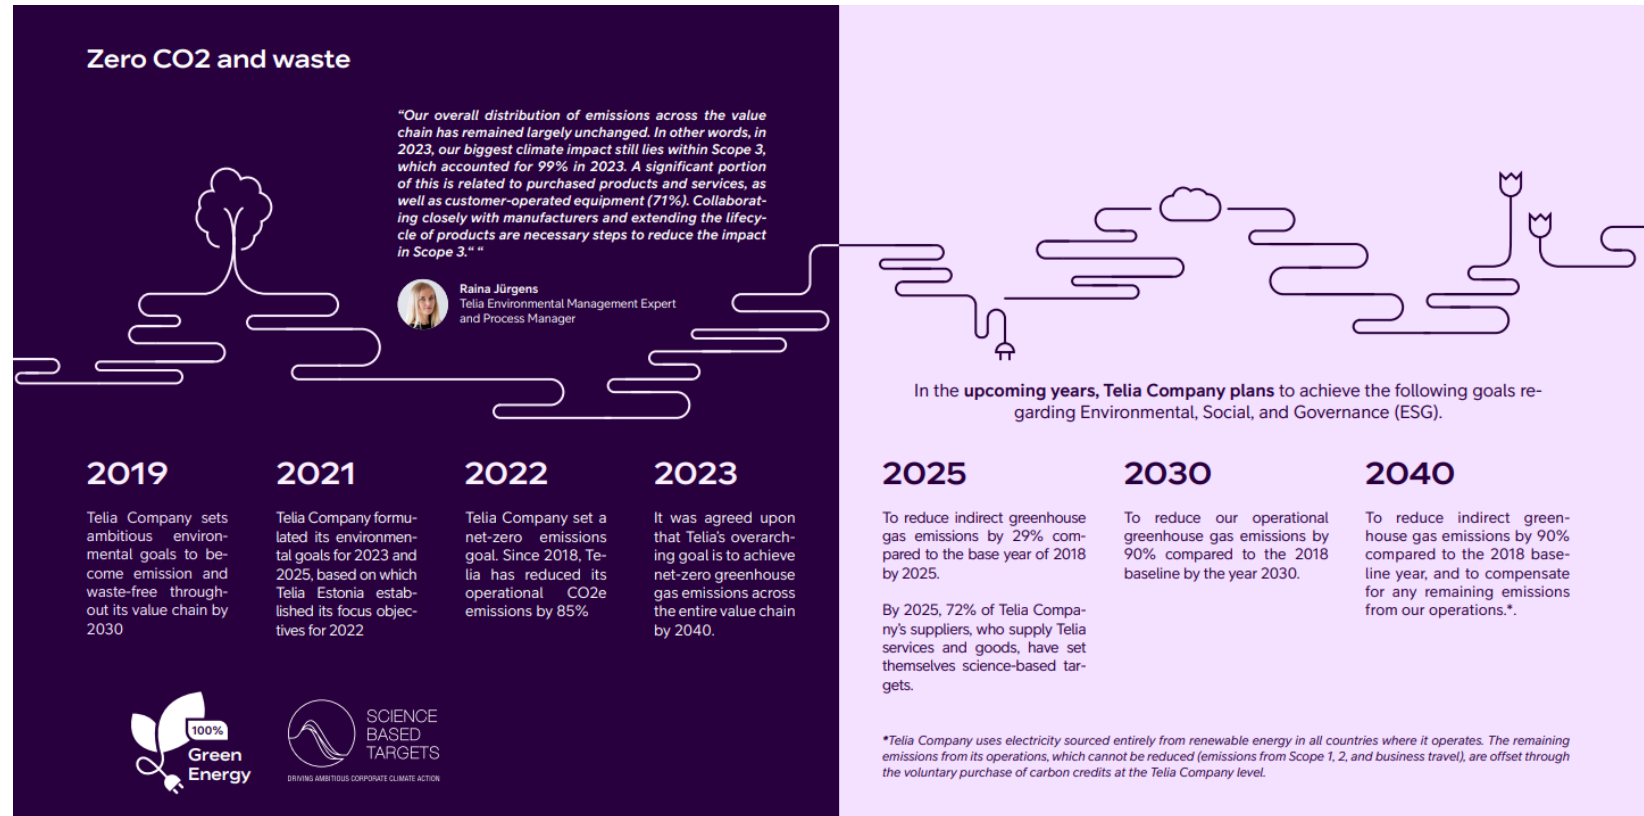 Zero CO2 and waste
“Our overall distribution of emissions across the value
chain has remained largely unchanged. In other words, in
2023, our biggest climate impact still lies within Scope 3,
which accounted for 99% in 2023. A significant portion
of this is related to purchased products and services, as
well as customer-operated equipment (71%). Collaborat-
ing closely with manufacturers and extending the lifecy-
cle of products are necessary steps to reduce the impact
in Scope 3.“ “
Raina Jürgens
Telia Environmental Management Expert
and Process Manager
2019
Telia Company sets
ambitious environ-
mental goals to be-
come emission and
waste-free through-
out its value chain by
2030
2021
Telia Company formu-
lated its environmen-
tal goals for 2023 and
2025, based on which
Telia Estonia estab-
lished its focus objec-
tives for 2022
2022
Telia Company set a
net-zero emissions
goal. Since 2018, Te-
lia has reduced its
operational CO2e
emissions by 85%
2023
It was agreed upon
that Telia’s overarch-
ing goal is to achieve
net-zero greenhouse
gas emissions across
the entire value chain
by 2040.
100%
Green
Energy
SCIENCE
BASED
TARGETS
DRIVING AMBITIOUS CORPORATE CLIMATE ACTION
In the upcoming years, Telia Company plans to achieve the following goals re-
garding Environmental, Social, and Governance (ESG).
2025
To reduce indirect greenhouse
gas emissions by 29% com-
pared to the base year of 2018
by 2025.
By 2025, 72% of Telia Compa-
ny’s suppliers, who supply Telia
services and goods, have set
themselves science-based tar-
gets.
2030
To reduce our operational
greenhouse gas emissions by
90% compared to the 2018
baseline by the year 2030.
2040
To reduce indirect green-
house gas emissions by 90%
compared to the 2018 base-
line year, and to compensate
for any remaining emissions
from our operations.*.
*Telia Company uses electricity sourced entirely from renewable energy in all countries where it operates. The remaining
emissions from its operations, which cannot be reduced (emissions from Scope 1, 2, and business travel), are offset through
the voluntary purchase of carbon credits at the Telia Company level.